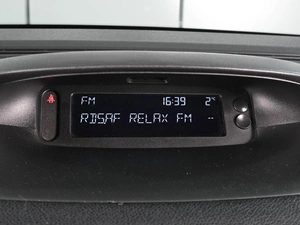 FM 16:39 2°C
RDSAF RELAX FM --